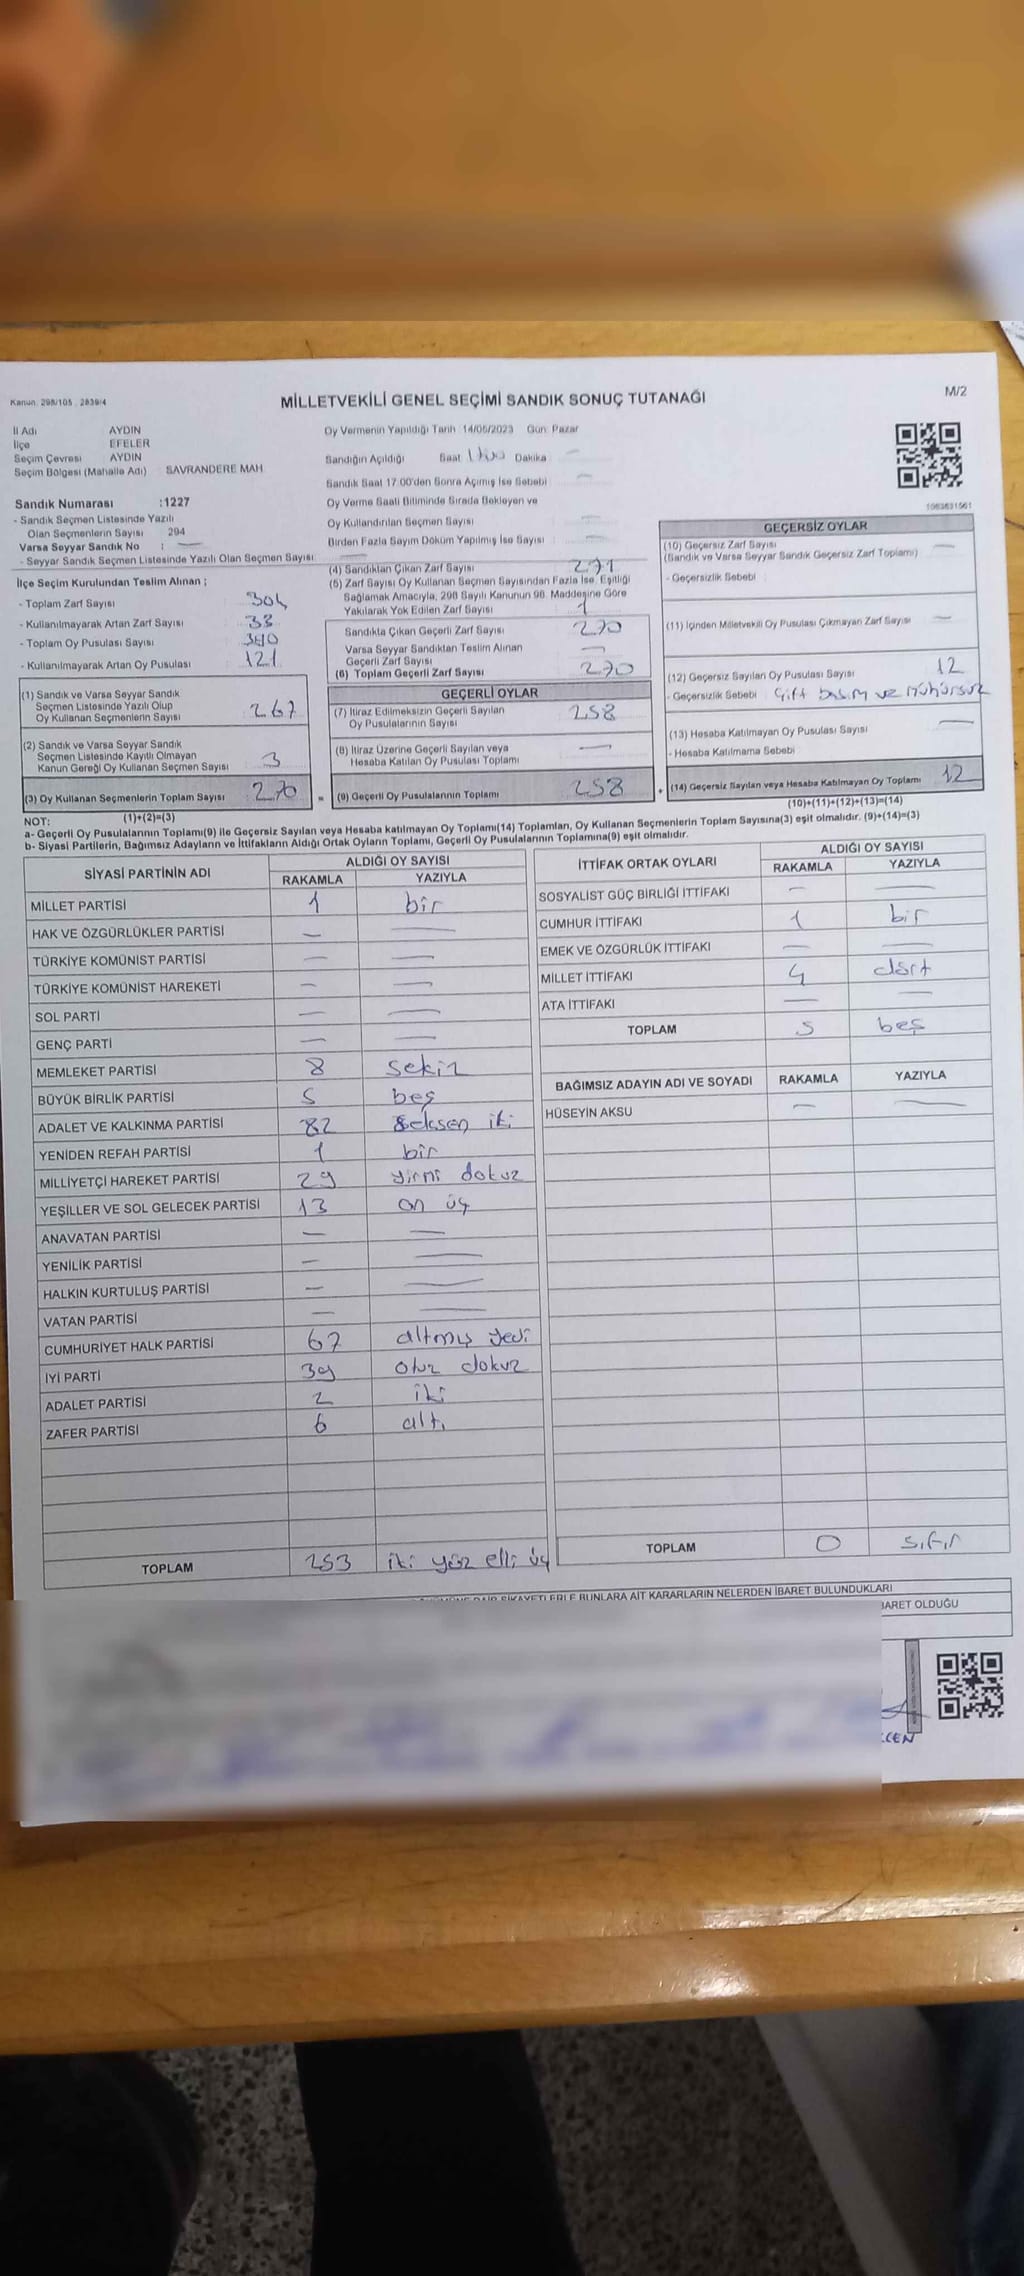 Kanun: 298/105 , 2839/4
MİLLETVEKİLİ GENEL SEÇİMİ SANDIK SONUÇ TUTANAĞI
M/2
İl Adı AYDIN
İlçe EFELER
Seçim Çevresi AYDIN
Seçim Bölgesi (Mahalle Adı) SAVRANDERE MAH
Oy Vermenin Yapıldığı Tarih 14/05/2023 Gün: Pazar
Sandığın Açıldığı Saat Dakika —
Sandık Saat 17:00'den Sonra Açımış İse Sebebi —
Oy Verme Saati Bitiminde Sırada Bekleyen ve
Oy Kullandırılan Seçmen Sayısı : —
Birden Fazla Sayım Döküm Yapılmış İse Sayısı : —
Sandık Numarası :1227
- Sandık Seçmen Listesinde Yazılı
Olan Seçmenlerin Sayısı 294
Varsa Seyyar Sandık No : —
- Seyyar Sandık Seçmen Listesinde Yazılı Olan Seçmen Sayısı: —
İlçe Seçim Kurulundan Teslim Alınan ;
- Toplam Zarf Sayısı : 304
- Kullanılmayarak Artan Zarf Sayısı : 33
- Toplam Oy Pusulası Sayısı :
- Kullanılmayarak Artan Oy Pusulası : 121
(1) Sandık ve Varsa Seyyar Sandık
Seçmen Listesinde Yazılı Olup
Oy Kullanan Seçmenlerin Sayısı : 267
(2) Sandık ve Varsa Seyyar Sandık
Seçmen Listesinde Kayıtlı Olmayan
Kanun Gereği Oy Kullanan Seçmen Sayısı : 3
(3) Oy Kullanan Seçmenlerin Toplam Sayısı : 270
(4) Sandıktan Çıkan Zarf Sayısı : 271
(5) Zarf Sayısı Oy Kullanan Seçmen Sayısından Fazla İse, Eşitliği
Sağlamak Amacıyla, 298 Sayılı Kanunun 98. Maddesine Göre
Yakılarak Yok Edilen Zarf Sayısı : 1
Sandıkta Çıkan Geçerli Zarf Sayısı : 270
Varsa Seyyar Sandıktan Teslim Alınan
Geçerli Zarf Sayısı : —
(6) Toplam Geçerli Zarf Sayısı : 270
GEÇERLİ OYLAR
(7) İtiraz Edilmeksizin Geçerli Sayılan
Oy Pusulalarının Sayısı : 258
(8) İtiraz Üzerine Geçerli Sayılan veya
Hesaba Katılan Oy Pusulası Toplamı : —
= (9) Geçerli Oy Pusulalarının Toplamı : 258
1063631561
GEÇERSİZ OYLAR
(10) Geçersiz Zarf Sayısı —
(Sandık ve Varsa Seyyar Sandık Geçersiz Zarf Toplamı)
- Geçersizlik Sebebi :
(11) İçinden Milletvekili Oy Pusulası Çıkmayan Zarf Sayısı —
(12) Geçersiz Sayılan Oy Pusulası Sayısı 12
- Geçersizlik Sebebi : Çift basım ve mühürsüz
(13) Hesaba Katılmayan Oy Pusulası Sayısı —
- Hesaba Katılmama Sebebi
+ (14) Geçersiz Sayılan veya Hesaba Katılmayan Oy Toplamı 12
NOT: (1)+(2)=(3)
(10)+(11)+(12)+(13)=(14)
a- Geçerli Oy Pusulalarının Toplamı(9) ile Geçersiz Sayılan veya Hesaba katılmayan Oy Toplamı(14) Toplamları, Oy Kullanan Seçmenlerin Toplam Sayısına(3) eşit olmalıdır. (9)+(14)=(3)
b- Siyasi Partilerin, Bağımsız Adayların ve İttifakların Aldığı Ortak Oyların Toplamı, Geçerli Oy Pusulalarının Toplamına(9) eşit olmalıdır.
SİYASİ PARTİNİN ADI ALDIĞI OY SAYISI
RAKAMLA YAZIYLA
MİLLET PARTİSİ 1 bir
HAK VE ÖZGÜRLÜKLER PARTİSİ — —
TÜRKİYE KOMÜNİST PARTİSİ — —
TÜRKİYE KOMÜNİST HAREKETİ — —
SOL PARTİ — —
GENÇ PARTİ — —
MEMLEKET PARTİSİ 8 sekiz
BÜYÜK BİRLİK PARTİSİ 5 beş
ADALET VE KALKINMA PARTİSİ 82 seksen iki
YENİDEN REFAH PARTİSİ 1 bir
MİLLİYETÇİ HAREKET PARTİSİ 29 yirmi dokuz
YEŞİLLER VE SOL GELECEK PARTİSİ 13 on üç
ANAVATAN PARTİSİ — —
YENİLİK PARTİSİ — —
HALKIN KURTULUŞ PARTİSİ — —
VATAN PARTİSİ — —
CUMHURİYET HALK PARTİSİ 67 altmış yedi
İYİ PARTİ 39 otuz dokuz
ADALET PARTİSİ 2 iki
ZAFER PARTİSİ 6 altı
TOPLAM 253 iki yüz elli üç
İTTİFAK ORTAK OYLARI ALDIĞI OY SAYISI
RAKAMLA YAZIYLA
SOSYALİST GÜÇ BİRLİĞİ İTTİFAKI — —
CUMHUR İTTİFAKI 1 bir
EMEK VE ÖZGÜRLÜK İTTİFAKI — —
MİLLET İTTİFAKI 4 dört
ATA İTTİFAKI — —
TOPLAM 5 beş
BAĞIMSIZ ADAYIN ADI VE SOYADI RAKAMLA YAZIYLA
HÜSEYİN AKSU — —
TOPLAM 0 sıfır
ŞİKAYETLERLE BUNLARA AİT KARARLARIN NELERDEN İBARET BULUNDUKLARI
İBARET OLDUĞU